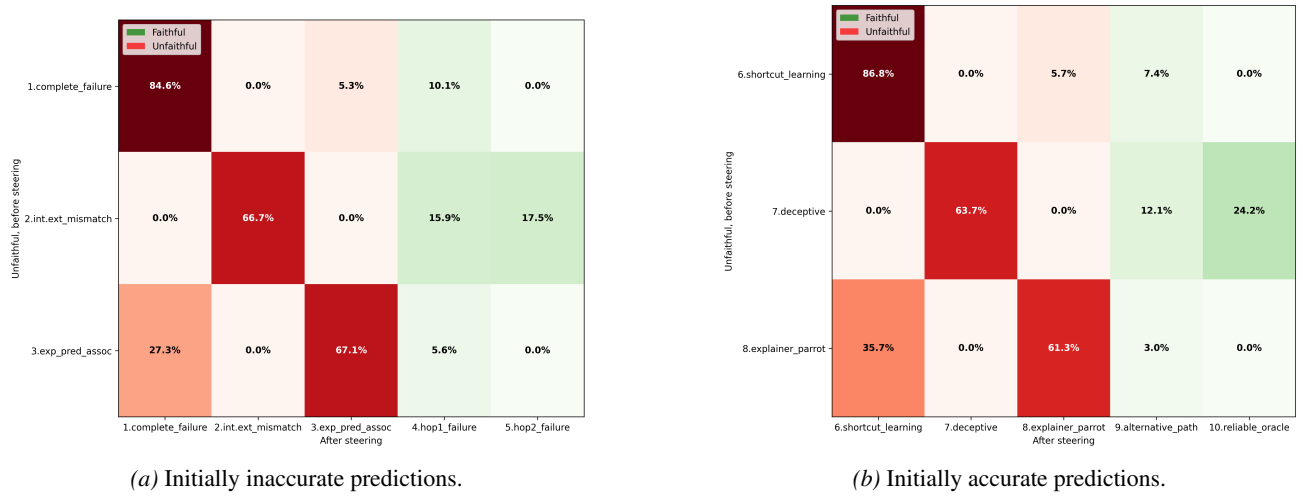 Faithful
Unfaithful
Unfaithful, before steering
1.complete_failure
84.6% 0.0% 5.3% 10.1% 0.0%
2.int.ext_mismatch
0.0% 66.7% 0.0% 15.9% 17.5%
3.exp_pred_assoc
27.3% 0.0% 67.1% 5.6% 0.0%
1.complete_failure 2.int.ext_mismatch 3.exp_pred_assoc 4.hop1_failure 5.hop2_failure
After steering
(a) Initially inaccurate predictions.
Faithful
Unfaithful
Unfaithful, before steering
6.shortcut_learning
86.8% 0.0% 5.7% 7.4% 0.0%
7.deceptive
0.0% 63.7% 0.0% 12.1% 24.2%
8.explainer_parrot
35.7% 0.0% 61.3% 3.0% 0.0%
6.shortcut_learning 7.deceptive 8.explainer_parrot 9.alternative_path 10.reliable_oracle
After steering
(b) Initially accurate predictions.